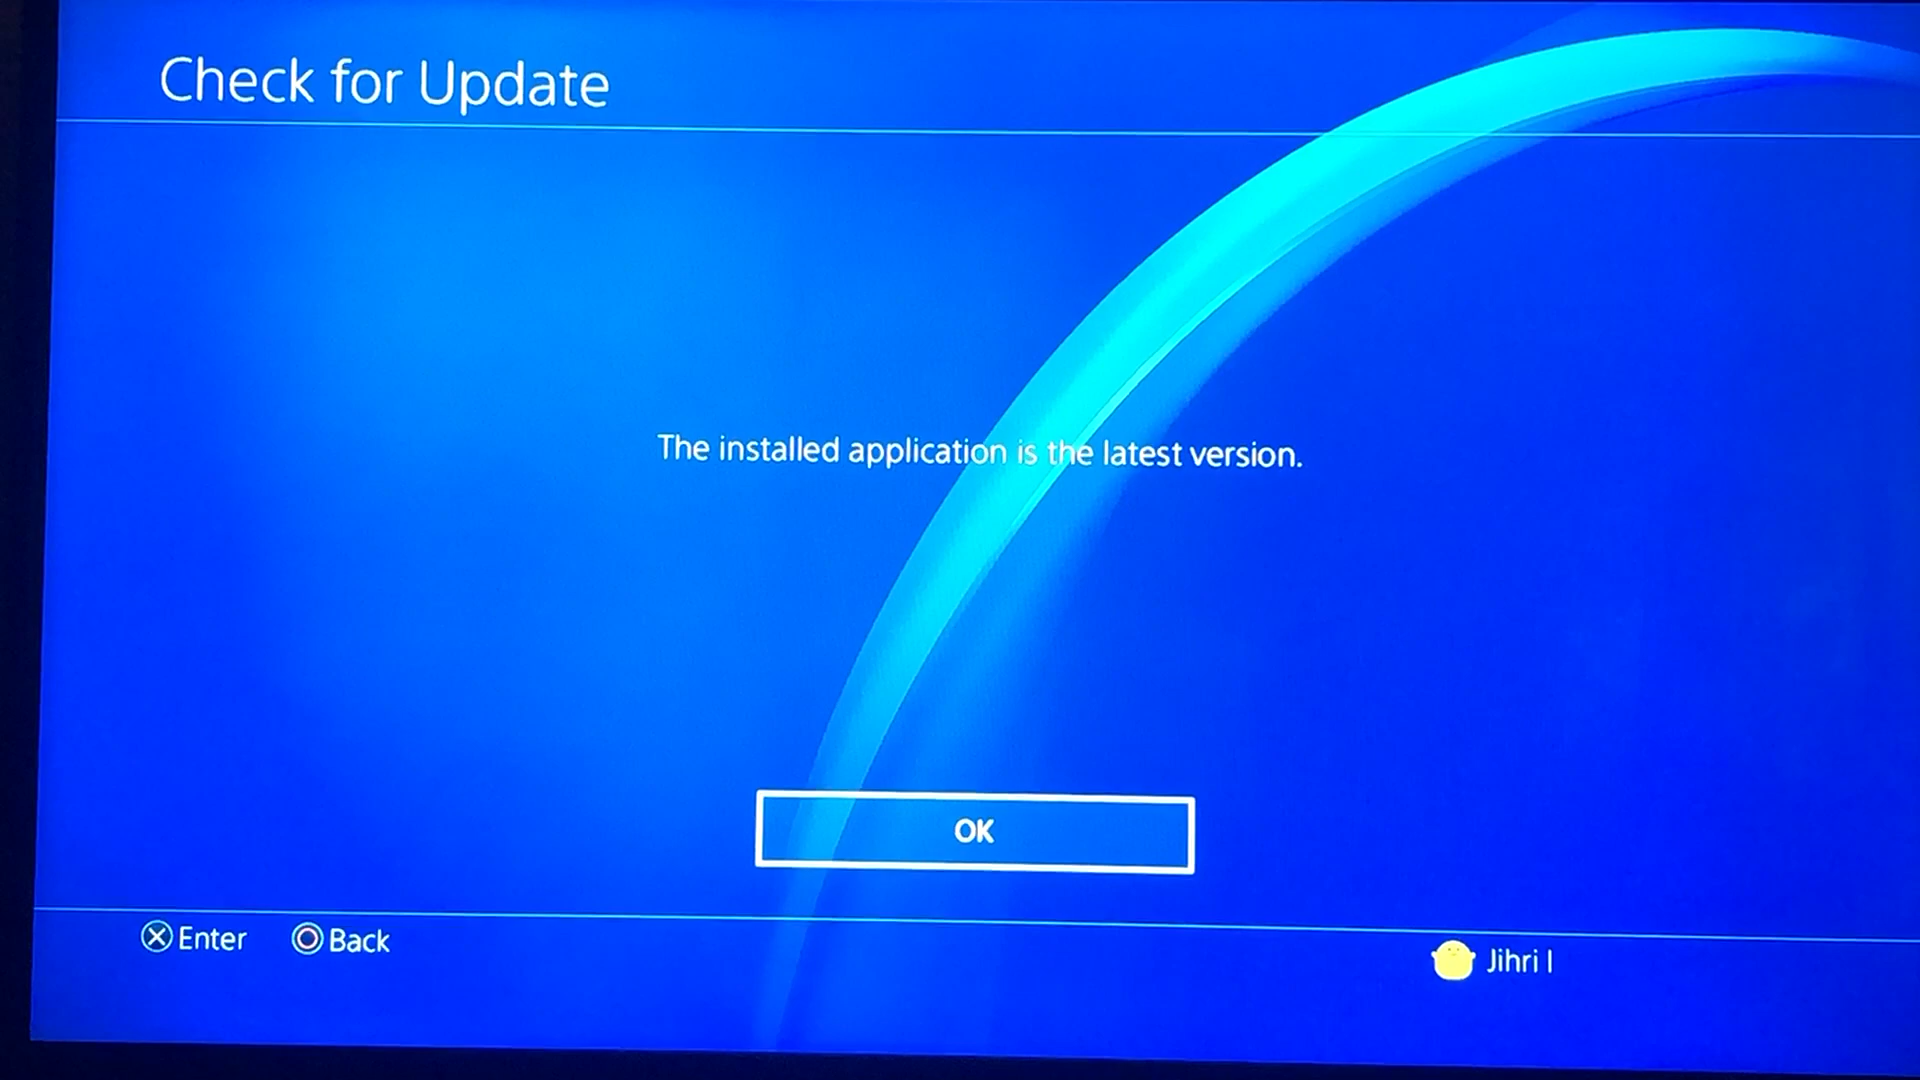 Check for Update
The installed application is the latest version.
OK
Enter
Back
Jihri I